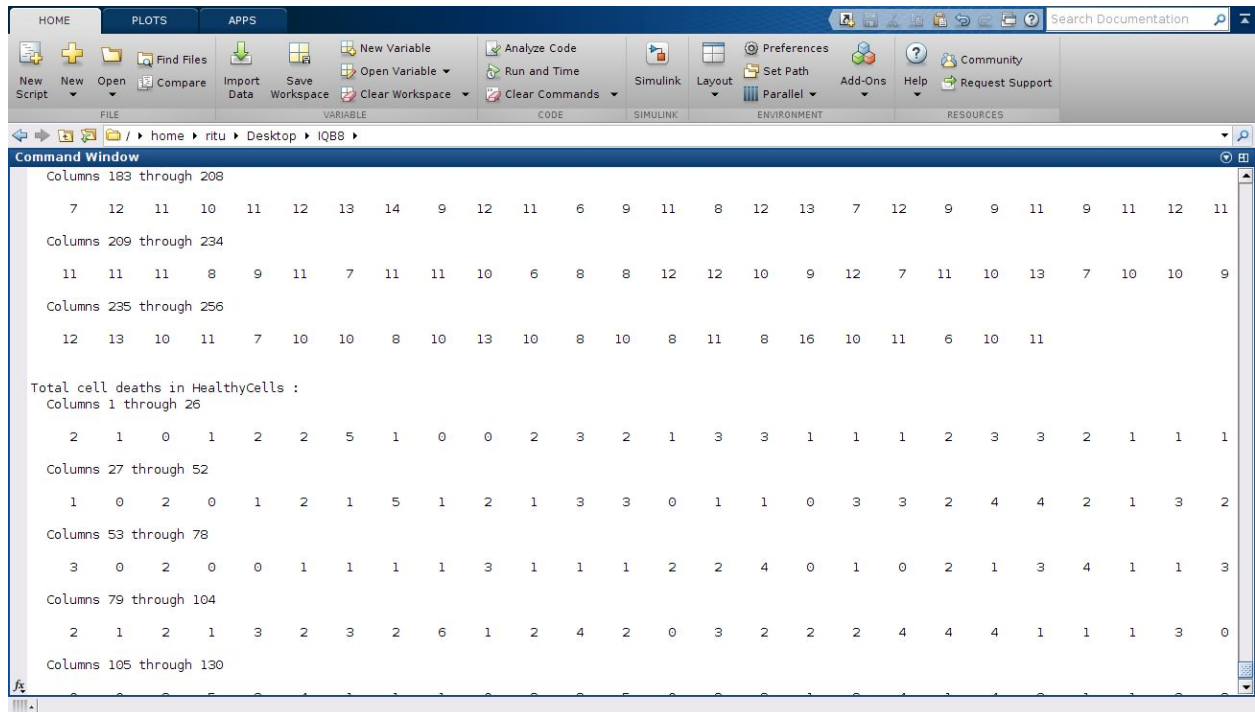 HOME PLOTS APPS Search Documentation
New Variable Analyze Code Preferences Community
Find Files Open Variable Run and Time Set Path Request Support
New Script New Open Compare Import Data Save Workspace Clear Workspace Clear Commands Simulink Layout Parallel Add-Ons Help
FILE VARIABLE CODE SIMULINK ENVIRONMENT RESOURCES
/ home ritu Desktop IQB8
Command Window
Columns 183 through 208
7 12 11 10 11 12 13 14 9 12 11 6 9 11 8 12 13 7 12 9 9 11 9 11 12 11
Columns 209 through 234
11 11 11 8 9 11 7 11 11 10 6 8 8 12 12 10 9 12 7 11 10 13 7 10 10 9
Columns 235 through 256
12 13 10 11 7 10 10 8 10 13 10 8 10 8 11 8 16 10 11 6 10 11
Total cell deaths in HealthyCells :
Columns 1 through 26
2 1 0 1 2 2 5 1 0 0 2 3 2 1 3 3 1 1 1 2 3 3 2 1 1 1
Columns 27 through 52
1 0 2 0 1 2 1 5 1 2 1 3 3 0 1 1 0 3 3 2 4 4 2 1 3 2
Columns 53 through 78
3 0 2 0 0 1 1 1 1 3 1 1 1 2 2 4 0 1 0 2 1 3 4 1 1 3
Columns 79 through 104
2 1 2 1 3 2 3 2 6 1 2 4 2 0 3 2 2 2 4 4 4 1 1 1 3 0
Columns 105 through 130
fx